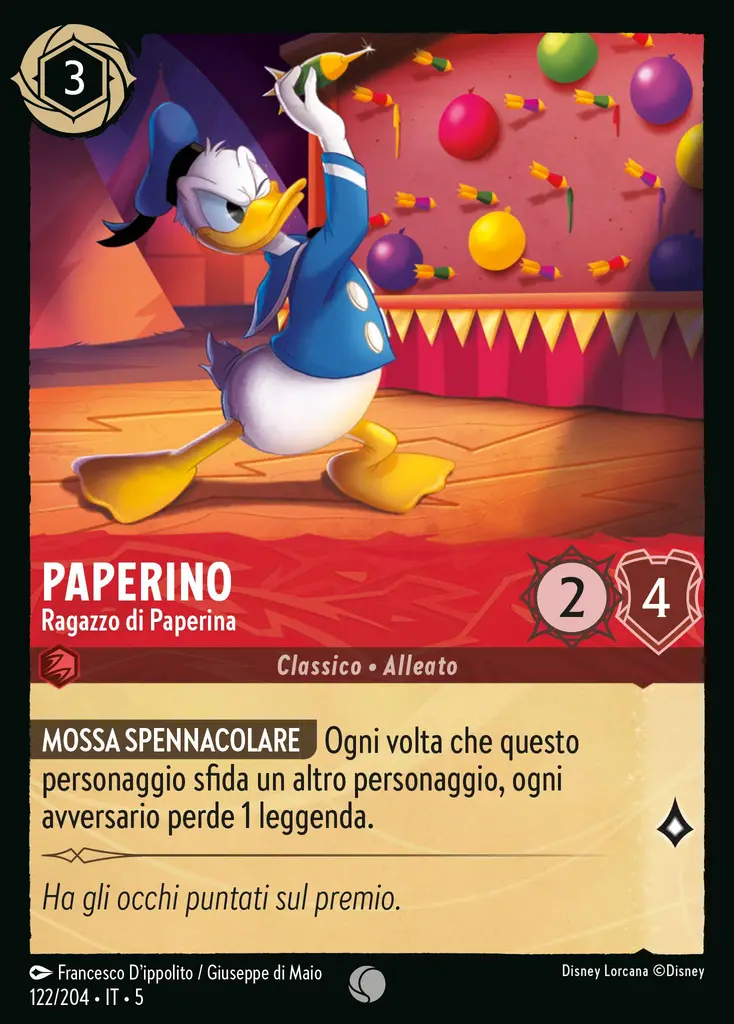 3
PAPERINO
Ragazzo di Paperina
2
4
Classico • Alleato
MOSSA SPENNACOLARE Ogni volta che questo
personaggio sfida un altro personaggio, ogni
avversario perde 1 leggenda.
Ha gli occhi puntati sul premio.
Francesco D'ippolito / Giuseppe di Maio
Disney Lorcana ©Disney
122/204 • IT • 5